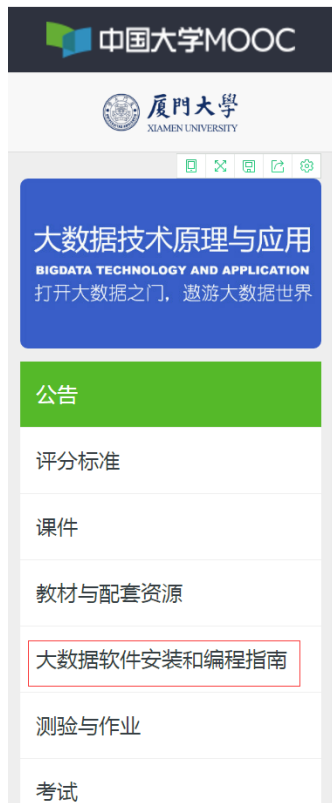 中国大学MOOC
厦門大學
XIAMEN UNIVERSITY
大数据技术原理与应用
BIGDATA TECHNOLOGY AND APPLICATION
打开大数据之门，遨游大数据世界
公告
评分标准
课件
教材与配套资源
大数据软件安装和编程指南
测验与作业
考试